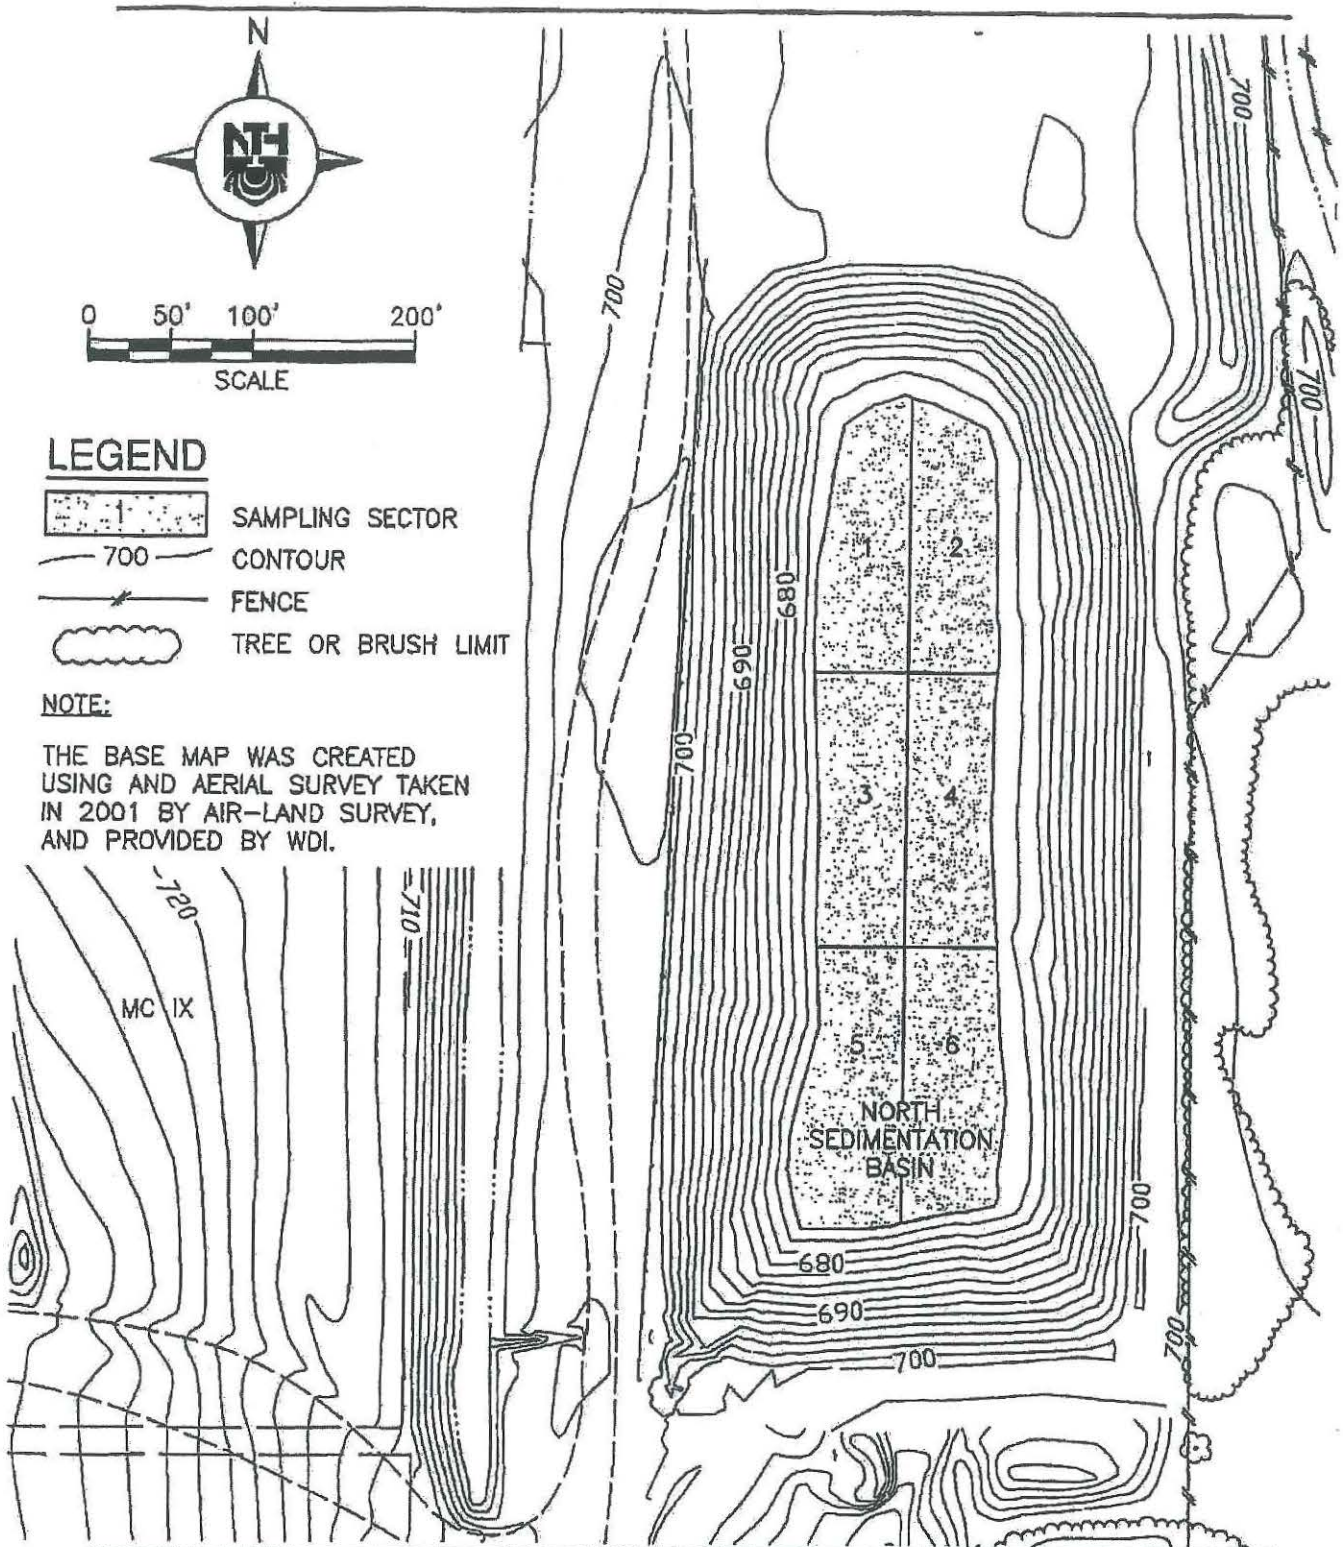 N
NTH
0 50' 100' 200'
SCALE
LEGEND
1 SAMPLING SECTOR
700 CONTOUR
FENCE
TREE OR BRUSH LIMIT
NOTE:
THE BASE MAP WAS CREATED
USING AND AERIAL SURVEY TAKEN
IN 2001 BY AIR-LAND SURVEY,
AND PROVIDED BY WDI.
700
700
700
1 2
680
690
700
3 4
720
710
MC IX
5 6
NORTH
SEDIMENTATION
BASIN
700
680
690
700
700